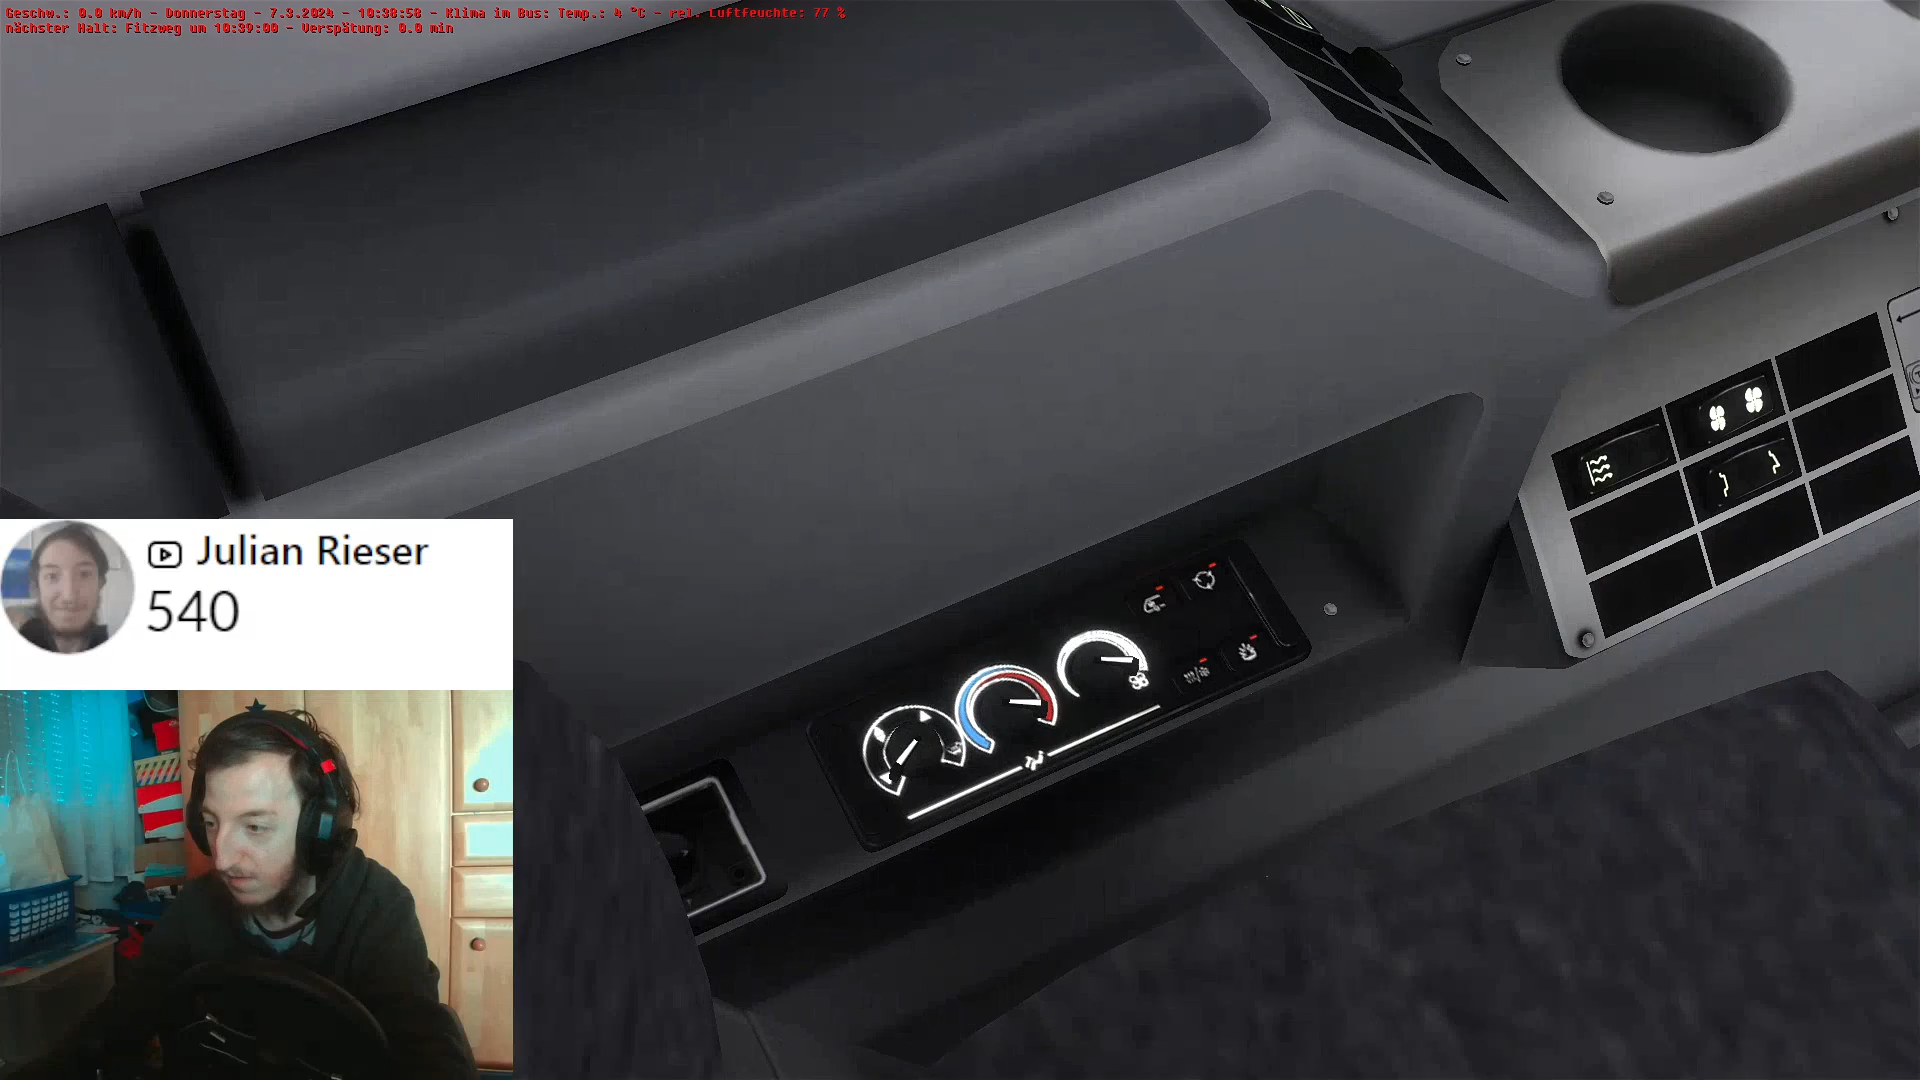 Geschw.: 0.0 km/h - Donnerstag - 7.3.2024 - 10:38:58 - Klima im Bus: Temp.: 4 °C - rel. Luftfeuchte: 77 %
nächster Halt: Fitzweg um 10:39:00 - Verspätung: 0.0 min
Julian Rieser
540